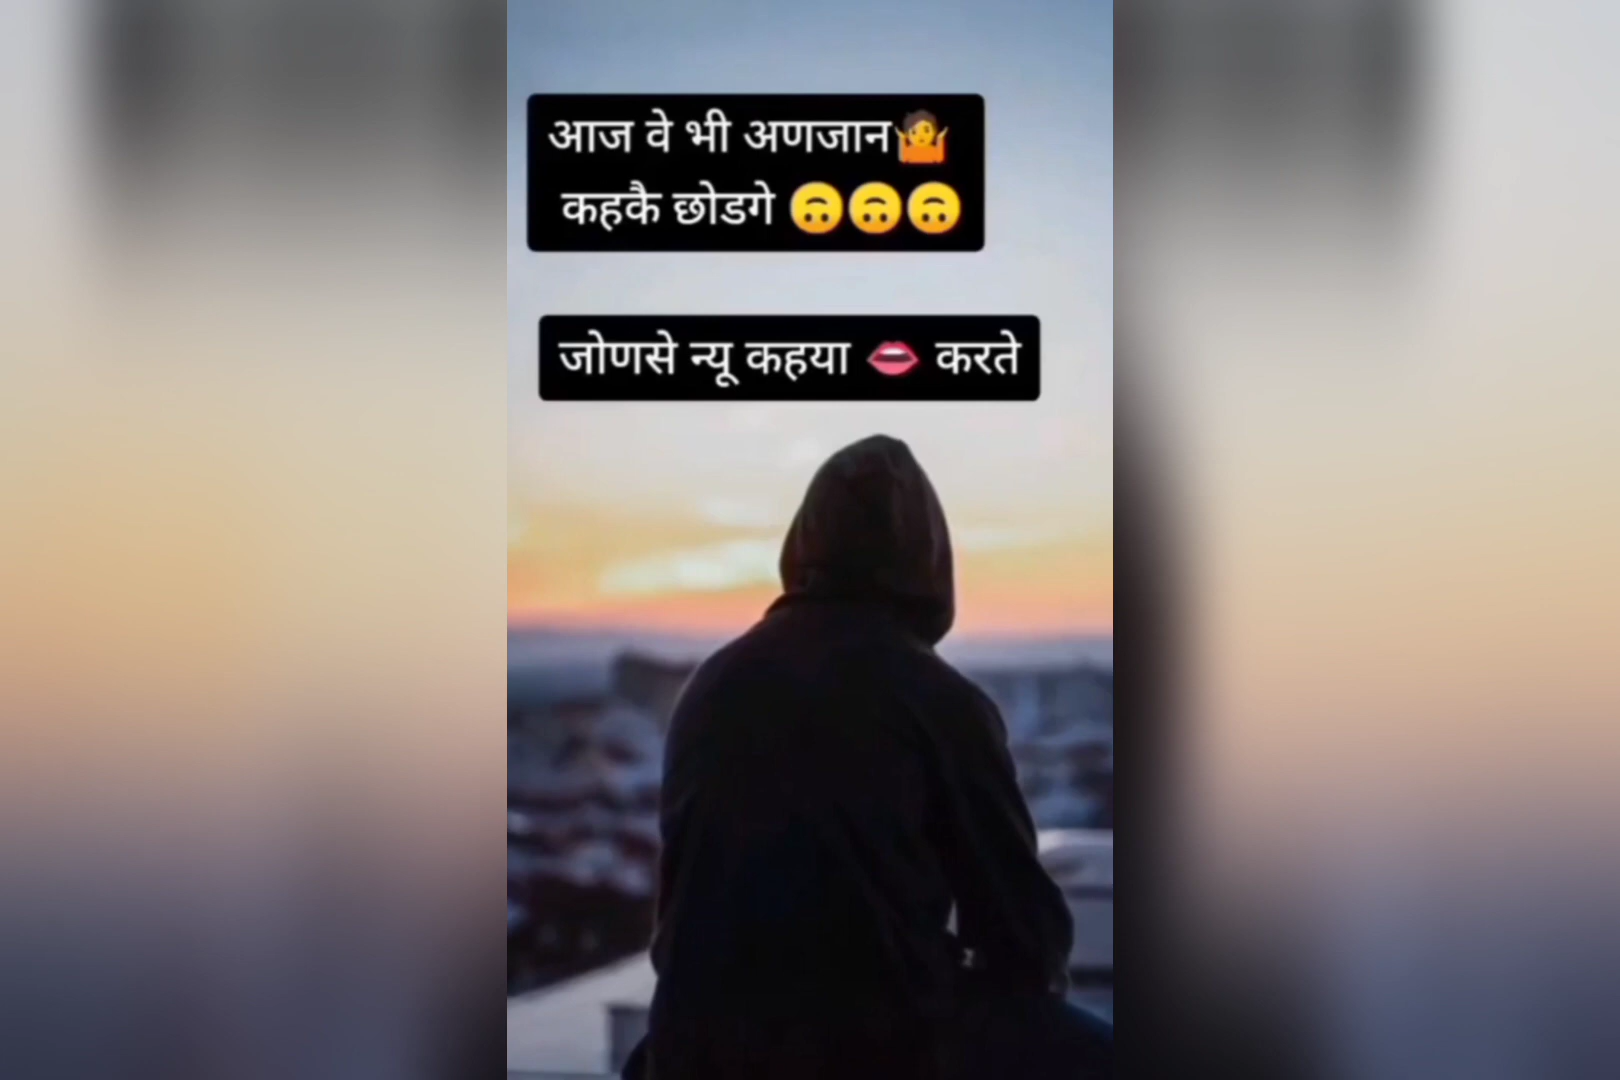 आज वे भी अणजान🤷
कहकै छोडगे 🙃🙃🙃
जोणसे न्यू कहया 👄 करते